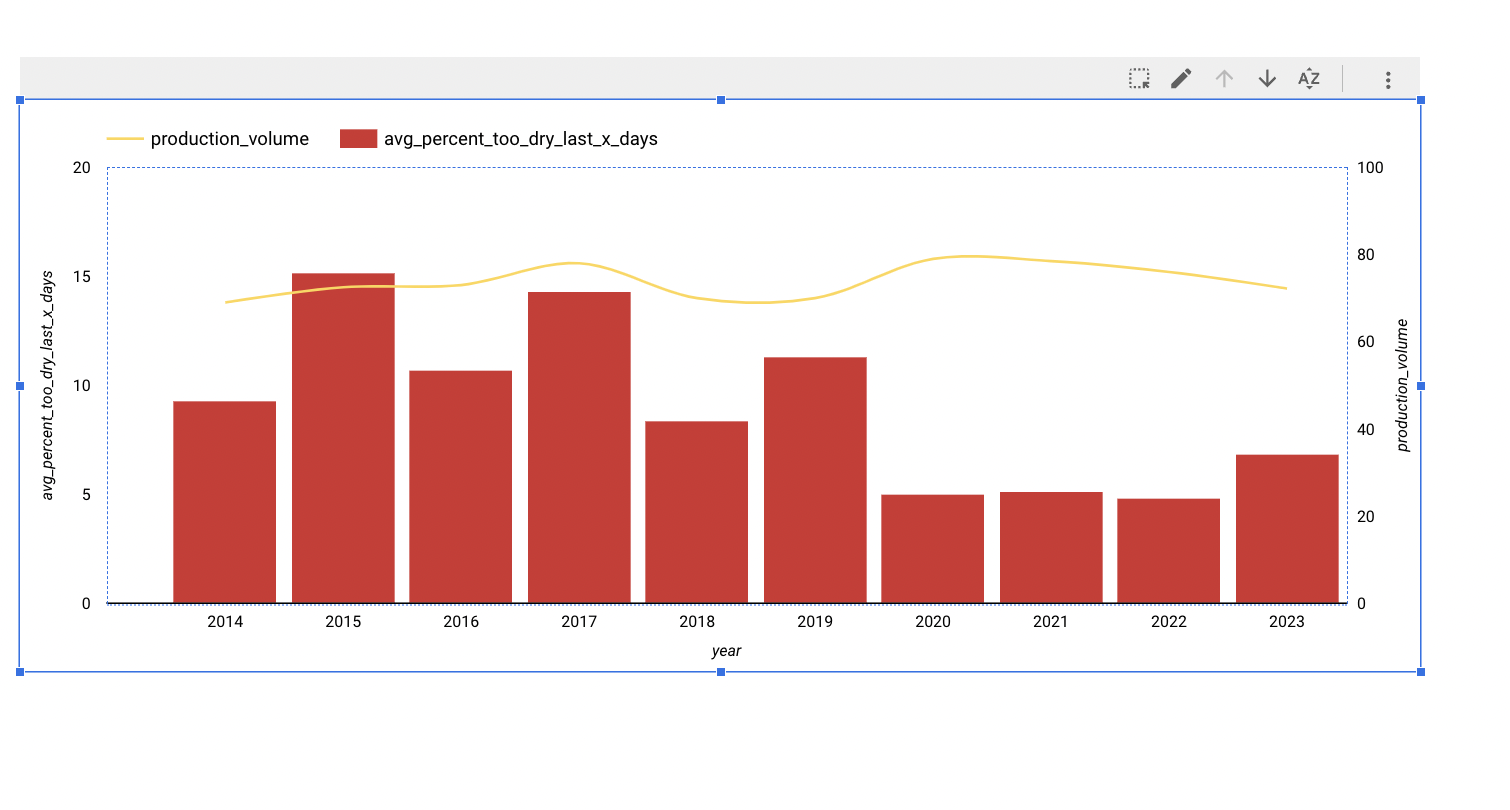 AZ
production_volume avg_percent_too_dry_last_x_days
20 100
15 80
10 60
5 40
0 20
0
avg_percent_too_dry_last_x_days
production_volume
2014 2015 2016 2017 2018 2019 2020 2021 2022 2023
year